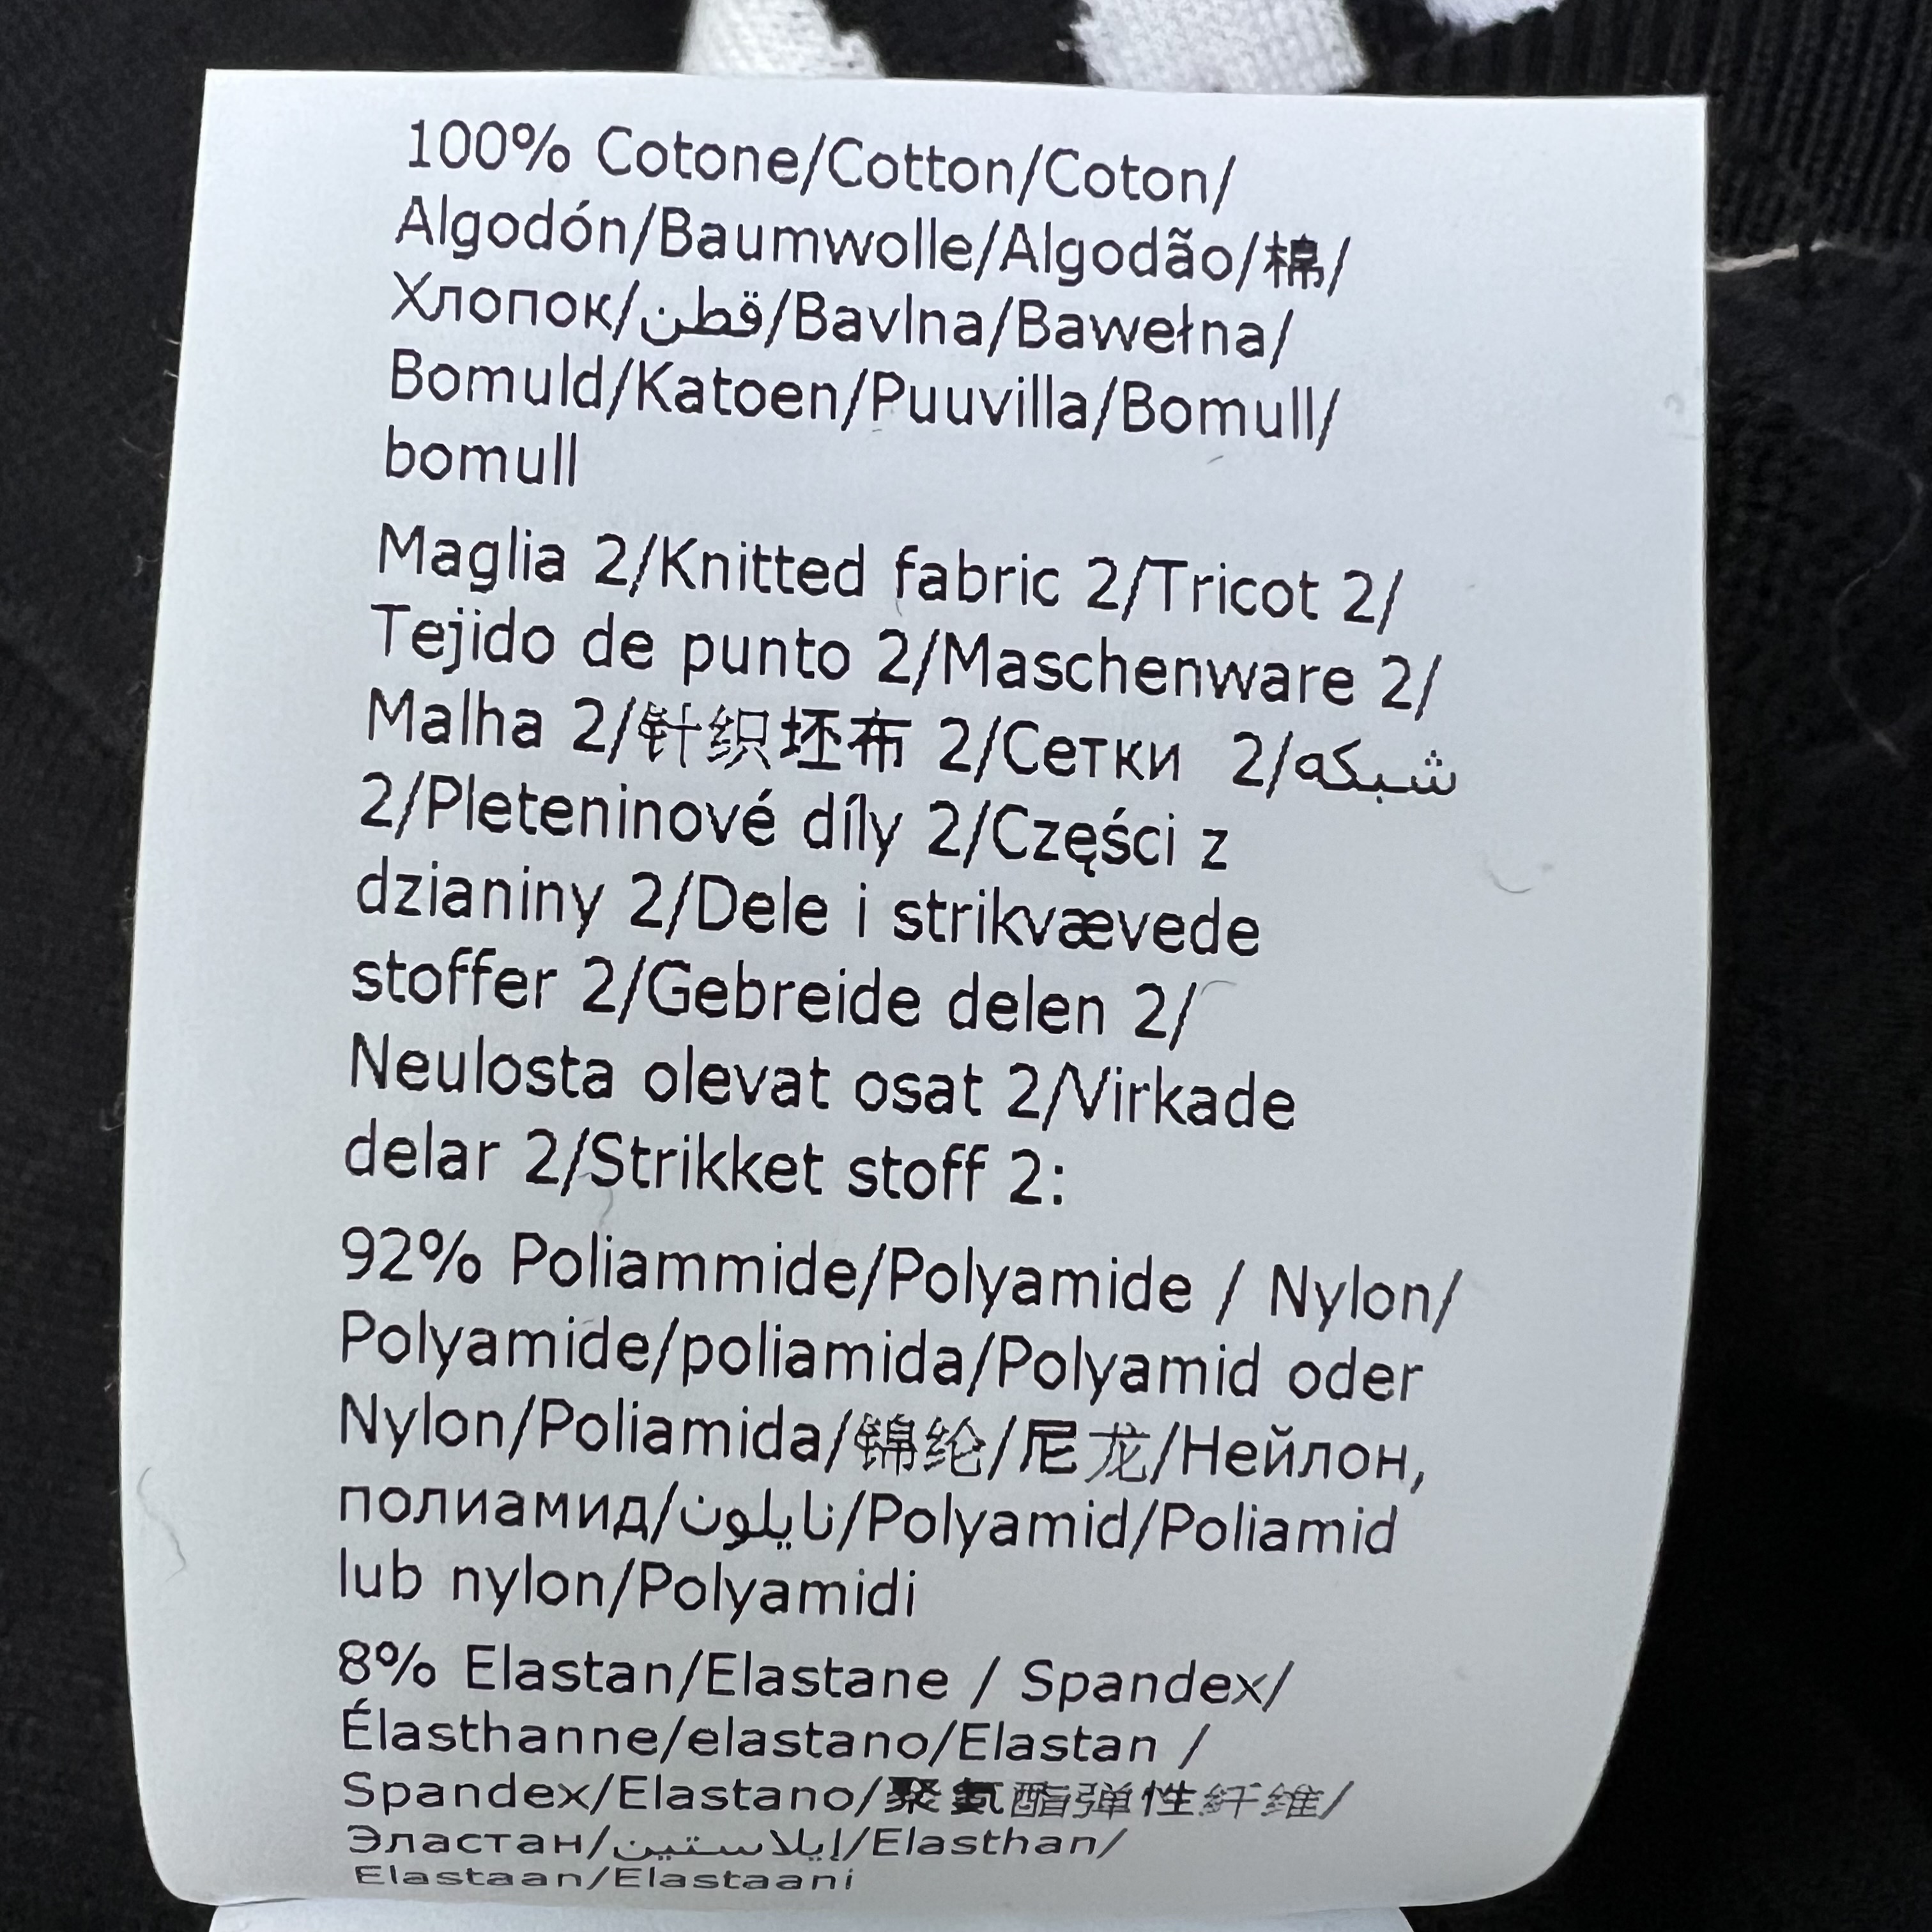 100% Cotone/Cotton/Coton/
Algodón/Baumwolle/Algodão/棉/
Хлопок/قطن/Bavlna/Bawełna/
Bomuld/Katoen/Puuvilla/Bomull/
bomull
Maglia 2/Knitted fabric 2/Tricot 2/
Tejido de punto 2/Maschenware 2/
Malha 2/针织坯布 2/Сетки 2/شبكه
2/Pleteninové díly 2/Części z
dzianiny 2/Dele i strikvævede
stoffer 2/Gebreide delen 2/
Neulosta olevat osat 2/Virkade
delar 2/Strikket stoff 2:
92% Poliammide/Polyamide / Nylon/
Polyamide/poliamida/Polyamid oder
Nylon/Poliamida/锦纶/尼龙/Нейлон,
полиамид/نايلون/Polyamid/Poliamid
lub nylon/Polyamidi
8% Elastan/Elastane / Spandex/
Élasthanne/elastano/Elastan /
Spandex/Elastano/聚氨酯弹性纤维/
Эластан/إيلاستين/Elasthan/
Elastaan/Elastaani